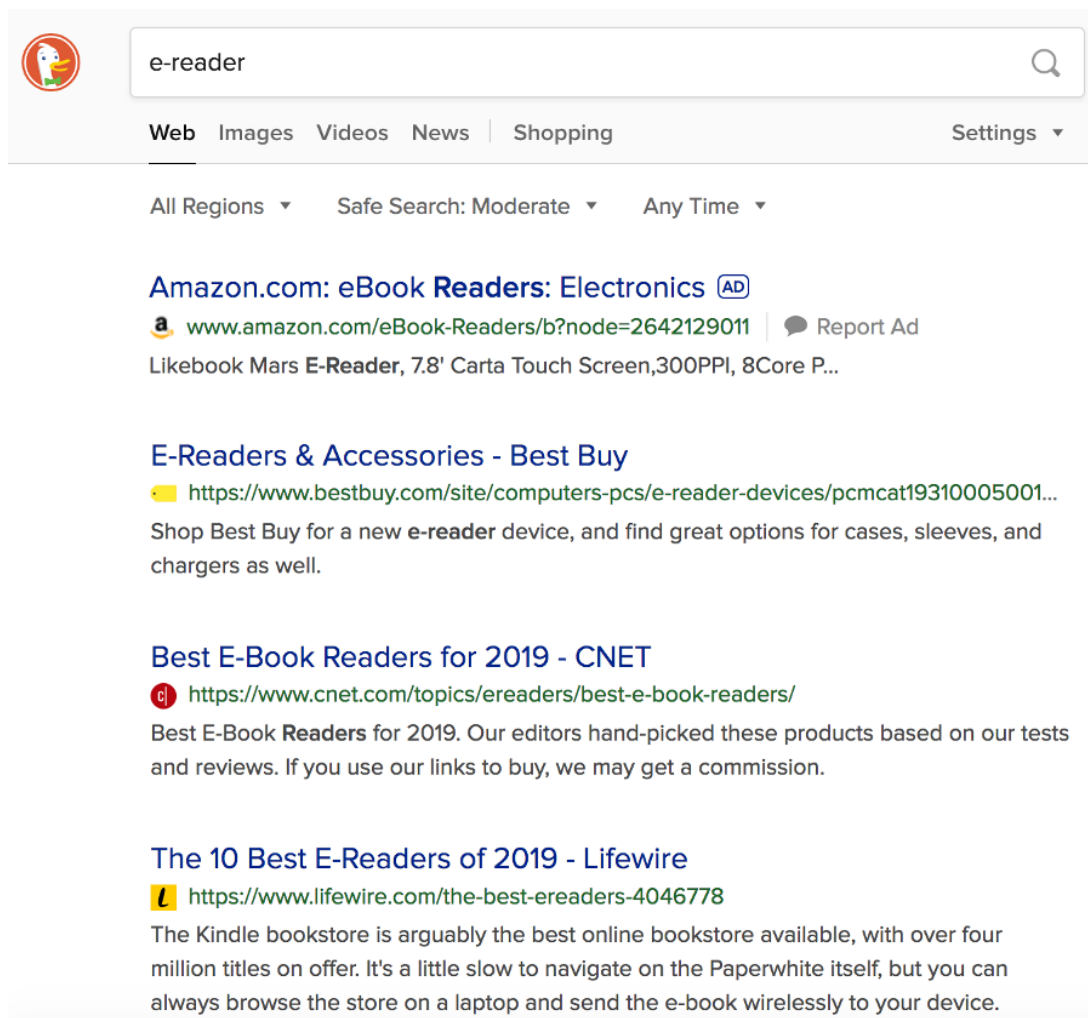 e-reader
Web Images Videos News Shopping Settings
All Regions Safe Search: Moderate Any Time
Amazon.com: eBook Readers: Electronics AD
a www.amazon.com/eBook-Readers/b?node=2642129011 Report Ad
Likebook Mars E-Reader, 7.8' Carta Touch Screen,300PPI, 8Core P...
E-Readers & Accessories - Best Buy
https://www.bestbuy.com/site/computers-pcs/e-reader-devices/pcmcat19310005001...
Shop Best Buy for a new e-reader device, and find great options for cases, sleeves, and
chargers as well.
Best E-Book Readers for 2019 - CNET
c| https://www.cnet.com/topics/ereaders/best-e-book-readers/
Best E-Book Readers for 2019. Our editors hand-picked these products based on our tests
and reviews. If you use our links to buy, we may get a commission.
The 10 Best E-Readers of 2019 - Lifewire
L https://www.lifewire.com/the-best-ereaders-4046778
The Kindle bookstore is arguably the best online bookstore available, with over four
million titles on offer. It's a little slow to navigate on the Paperwhite itself, but you can
always browse the store on a laptop and send the e-book wirelessly to your device.